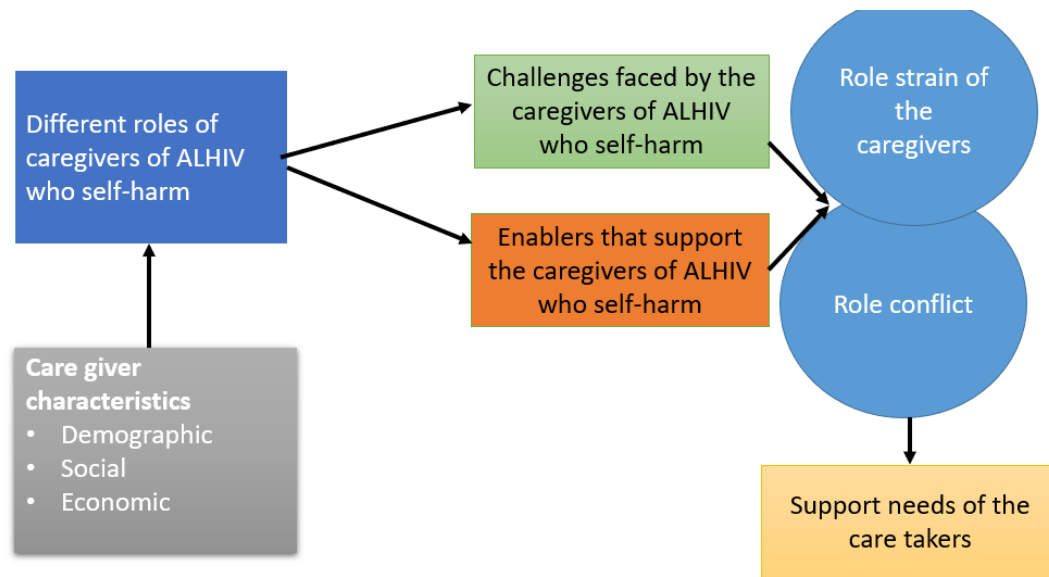 Different roles of
caregivers of ALHIV
who self-harm
Challenges faced by the
caregivers of ALHIV
who self-harm
Enablers that support
the caregivers of ALHIV
who self-harm
Role strain of
the
caregivers
Role conflict
Care giver
characteristics
• Demographic
• Social
• Economic
Support needs of the
care takers